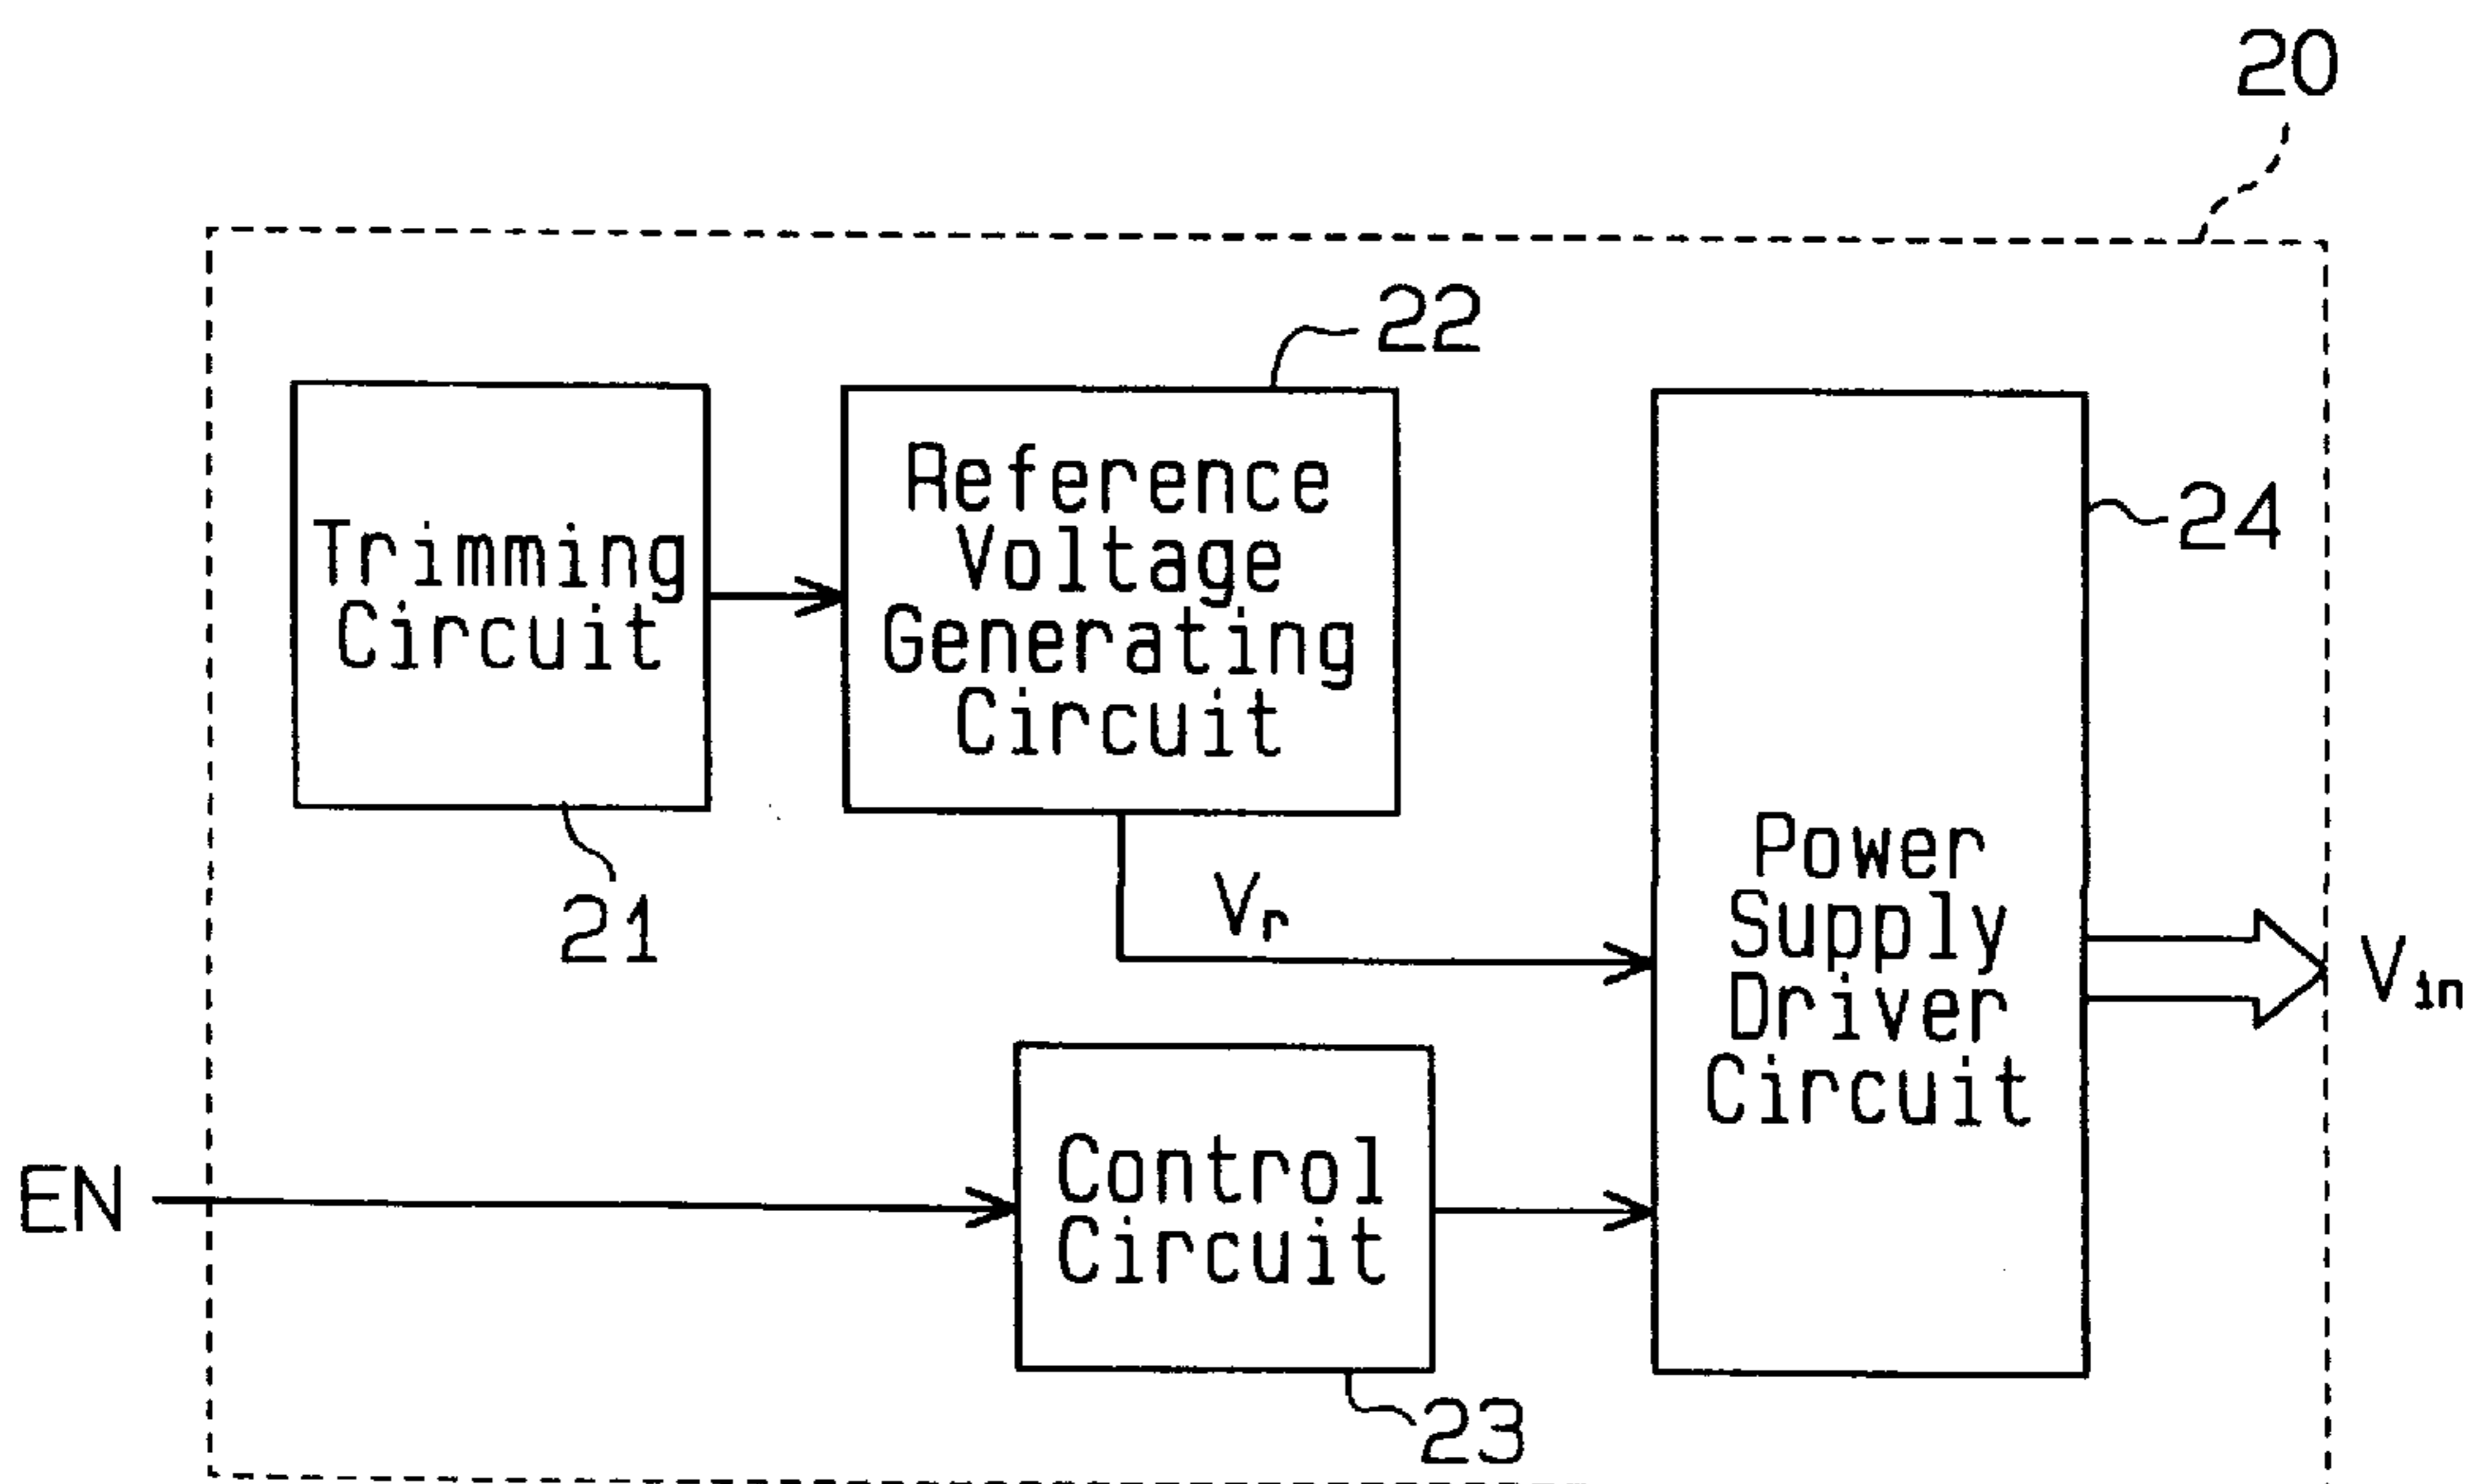 20
22
Reference
Voltage
Generating
Circuit
Trimming
Circuit
24
21
Vr
Power
Supply
Driver
Circuit
Vin
EN
Control
Circuit
23